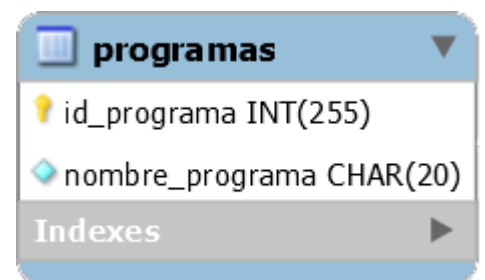 programas
id_programa INT(255)
nombre_programa CHAR(20)
Indexes